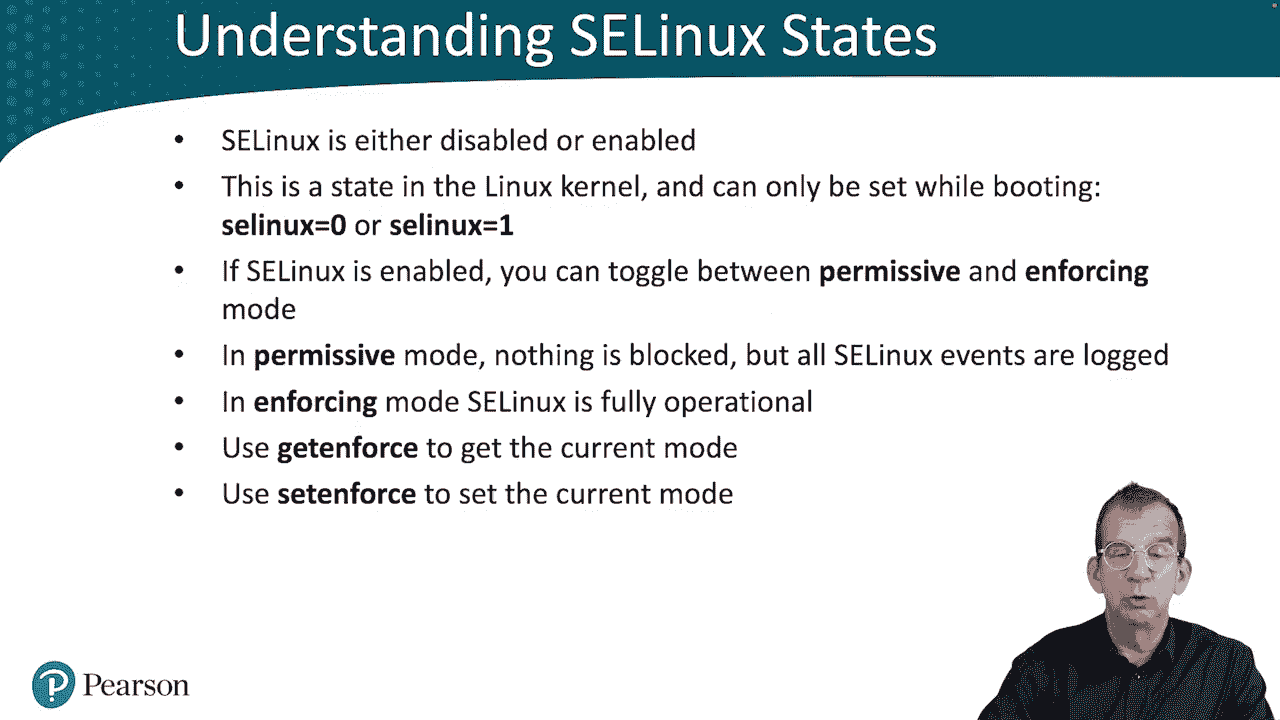 Understanding SELinux States
• SELinux is either disabled or enabled
• This is a state in the Linux kernel, and can only be set while booting:
selinux=0 or selinux=1
• If SELinux is enabled, you can toggle between permissive and enforcing
mode
• In permissive mode, nothing is blocked, but all SELinux events are logged
• In enforcing mode SELinux is fully operational
• Use getenforce to get the current mode
• Use setenforce to set the current mode
P Pearson